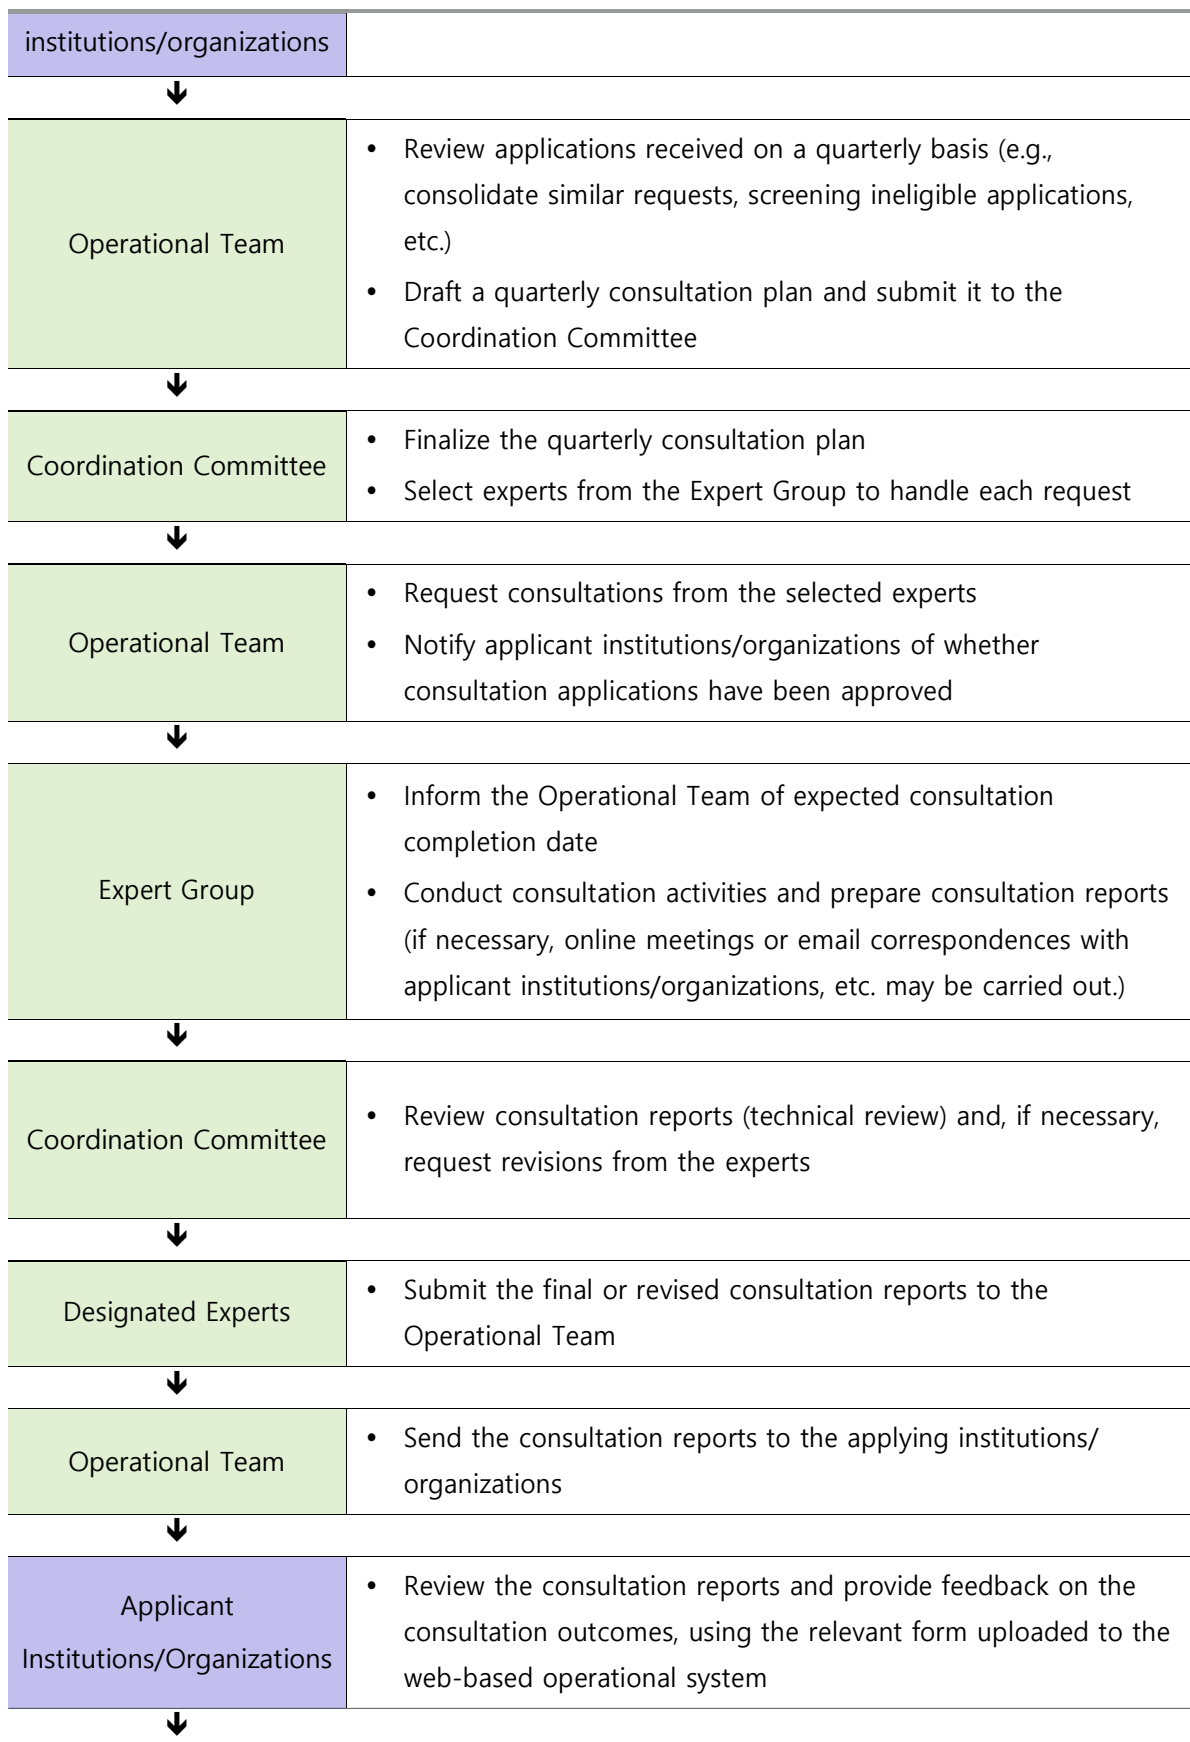 institutions/organizations
🡫
Operational Team
• Review applications received on a quarterly basis (e.g.,
consolidate similar requests, screening ineligible applications,
etc.)
• Draft a quarterly consultation plan and submit it to the
Coordination Committee
🡫
Coordination Committee
• Finalize the quarterly consultation plan
• Select experts from the Expert Group to handle each request
🡫
Operational Team
• Request consultations from the selected experts
• Notify applicant institutions/organizations of whether
consultation applications have been approved
🡫
Expert Group
• Inform the Operational Team of expected consultation
completion date
• Conduct consultation activities and prepare consultation reports
(if necessary, online meetings or email correspondences with
applicant institutions/organizations, etc. may be carried out.)
🡫
Coordination Committee
• Review consultation reports (technical review) and, if necessary,
request revisions from the experts
🡫
Designated Experts
• Submit the final or revised consultation reports to the
Operational Team
🡫
Operational Team
• Send the consultation reports to the applying institutions/
organizations
🡫
Applicant
Institutions/Organizations
• Review the consultation reports and provide feedback on the
consultation outcomes, using the relevant form uploaded to the
web-based operational system
🡫